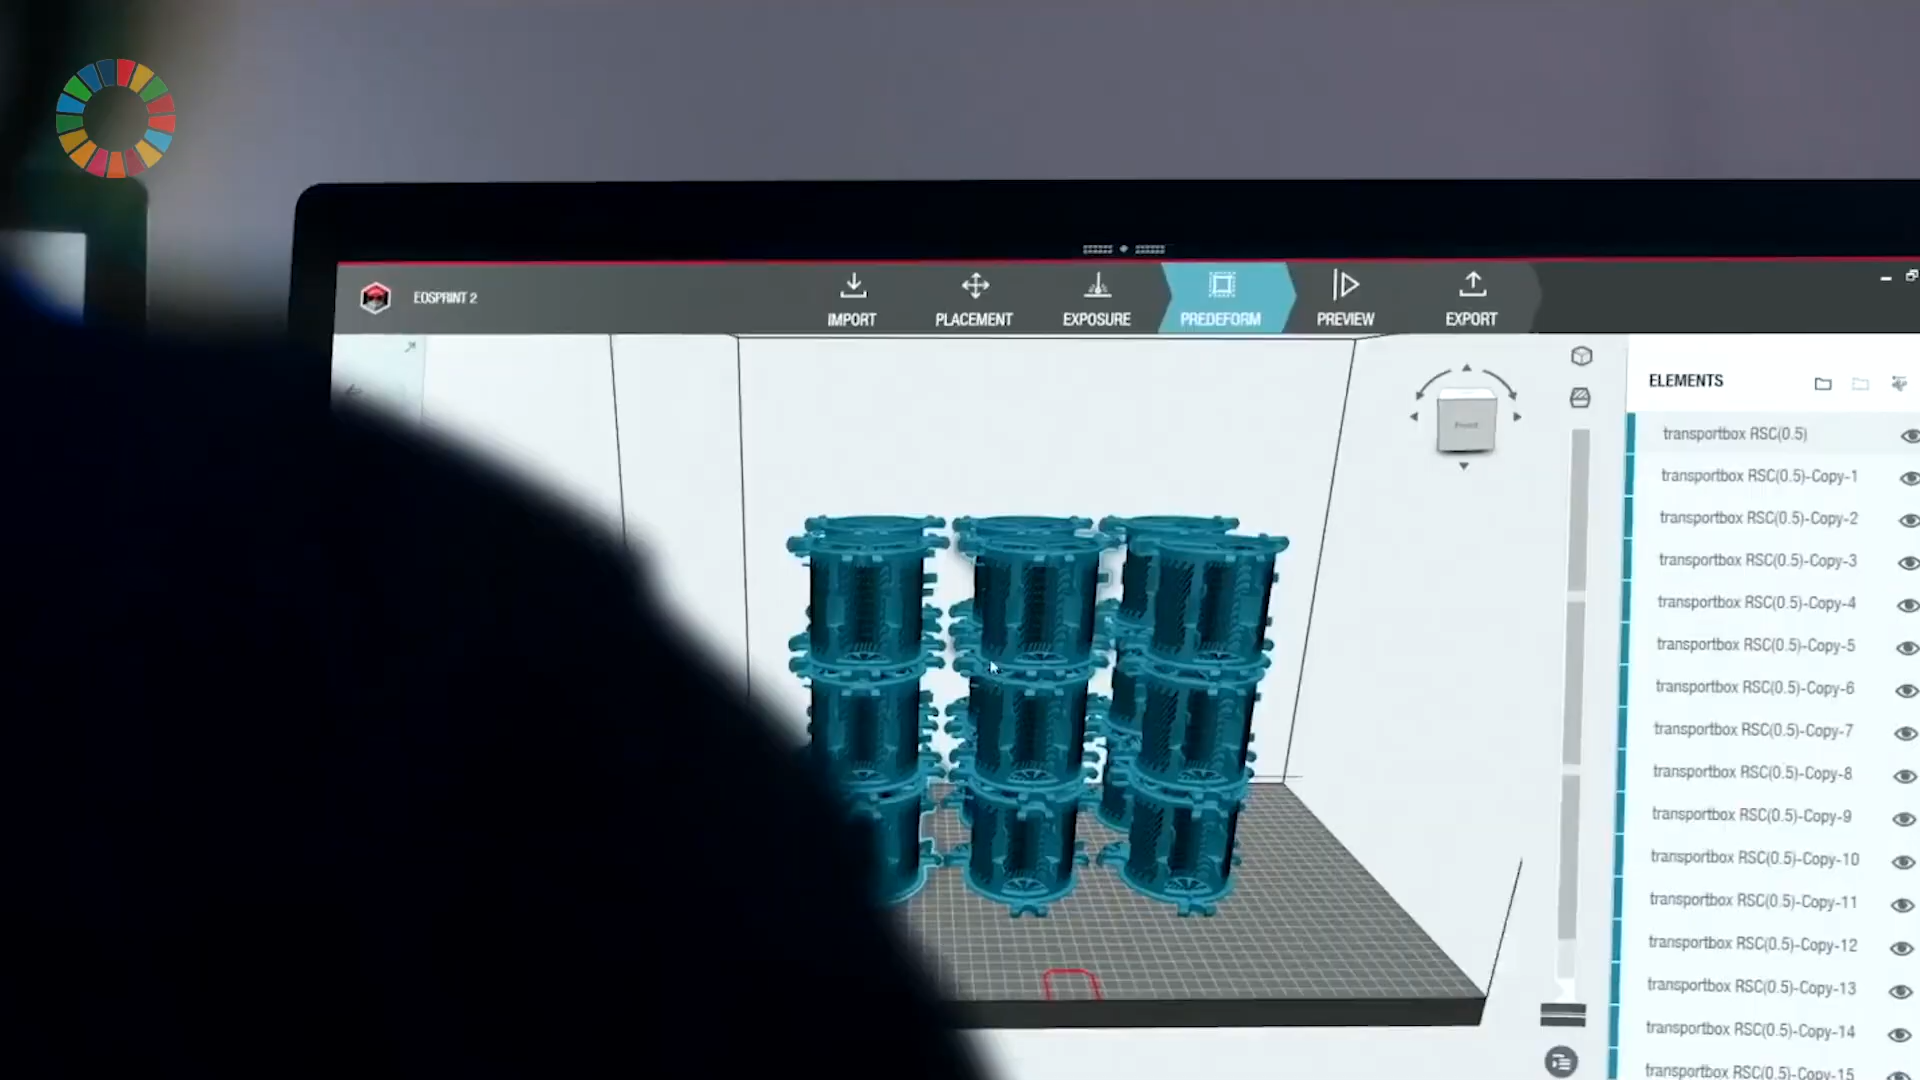 EOSPRINT 2
IMPORT
PLACEMENT
EXPOSURE
PREDEFORM
PREVIEW
EXPORT
Front
ELEMENTS
transportbox RSC(0.5)
transportbox RSC(0.5)-Copy-1
transportbox RSC(0.5)-Copy-2
transportbox RSC(0.5)-Copy-3
transportbox RSC(0.5)-Copy-4
transportbox RSC(0.5)-Copy-5
transportbox RSC(0.5)-Copy-6
transportbox RSC(0.5)-Copy-7
transportbox RSC(0.5)-Copy-8
transportbox RSC(0.5)-Copy-9
transportbox RSC(0.5)-Copy-10
transportbox RSC(0.5)-Copy-11
transportbox RSC(0.5)-Copy-12
transportbox RSC(0.5)-Copy-13
transportbox RSC(0.5)-Copy-14
transportbox RSC(0.5)-Copy-15